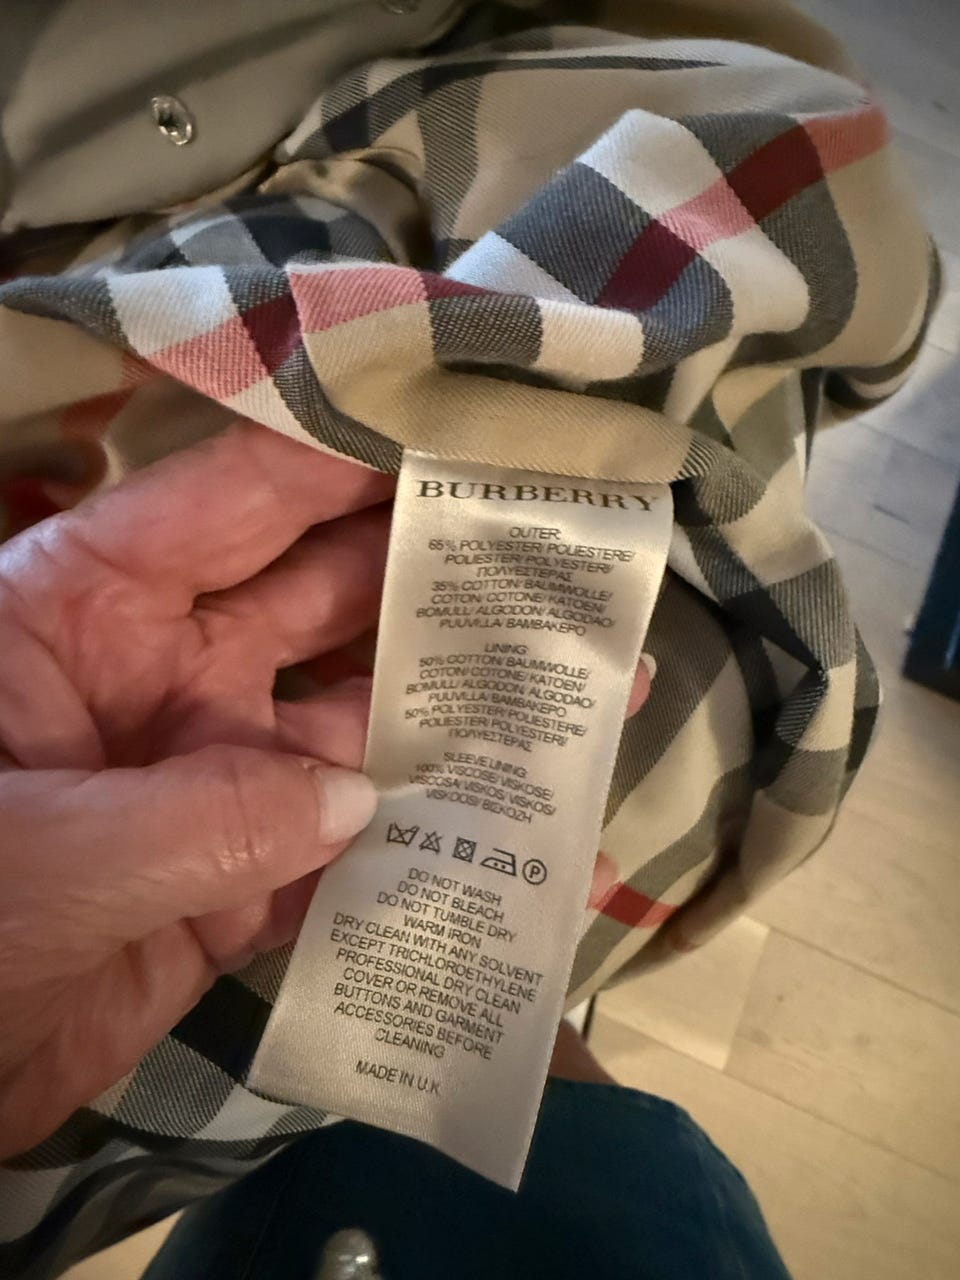 BURBERRY
OUTER:
65% POLYESTER/ POLIESTERE/
POLIESTER/ POLYESTER/
ΠΟΛΥΕΣΤΕΡΑΣ
35% COTTON/ BAUMWOLLE/
COTON/ COTONE/ KATOEN/
BOMULL/ ALGODON/ ALGODAO/
PUUVILLA/ ΒΑΜΒΑΚΕΡΟ
LINING:
50% COTTON/ BAUMWOLLE/
COTON/ COTONE/ KATOEN/
BOMULL/ ALGODON/ ALGODAO/
PUUVILLA/ ΒΑΜΒΑΚΕΡΟ
50% POLYESTER/ POLIESTERE/
POLIESTER/ POLYESTERI/
ΠΟΛΥΕΣΤΕΡΑΣ
SLEEVE LINING:
100% VISCOSE/ VISKOSE/
VISCOSA/ VISKOS/ VISKOS/
VISKOOSI/ ΒΙΣΚΟΖΗ
P
DO NOT WASH
DO NOT BLEACH
DO NOT TUMBLE DRY
WARM IRON
DRY CLEAN WITH ANY SOLVENT
EXCEPT TRICHLOROETHYLENE
PROFESSIONAL DRY CLEAN
COVER OR REMOVE ALL
BUTTONS AND GARMENT
ACCESSORIES BEFORE
CLEANING
MADE IN U.K